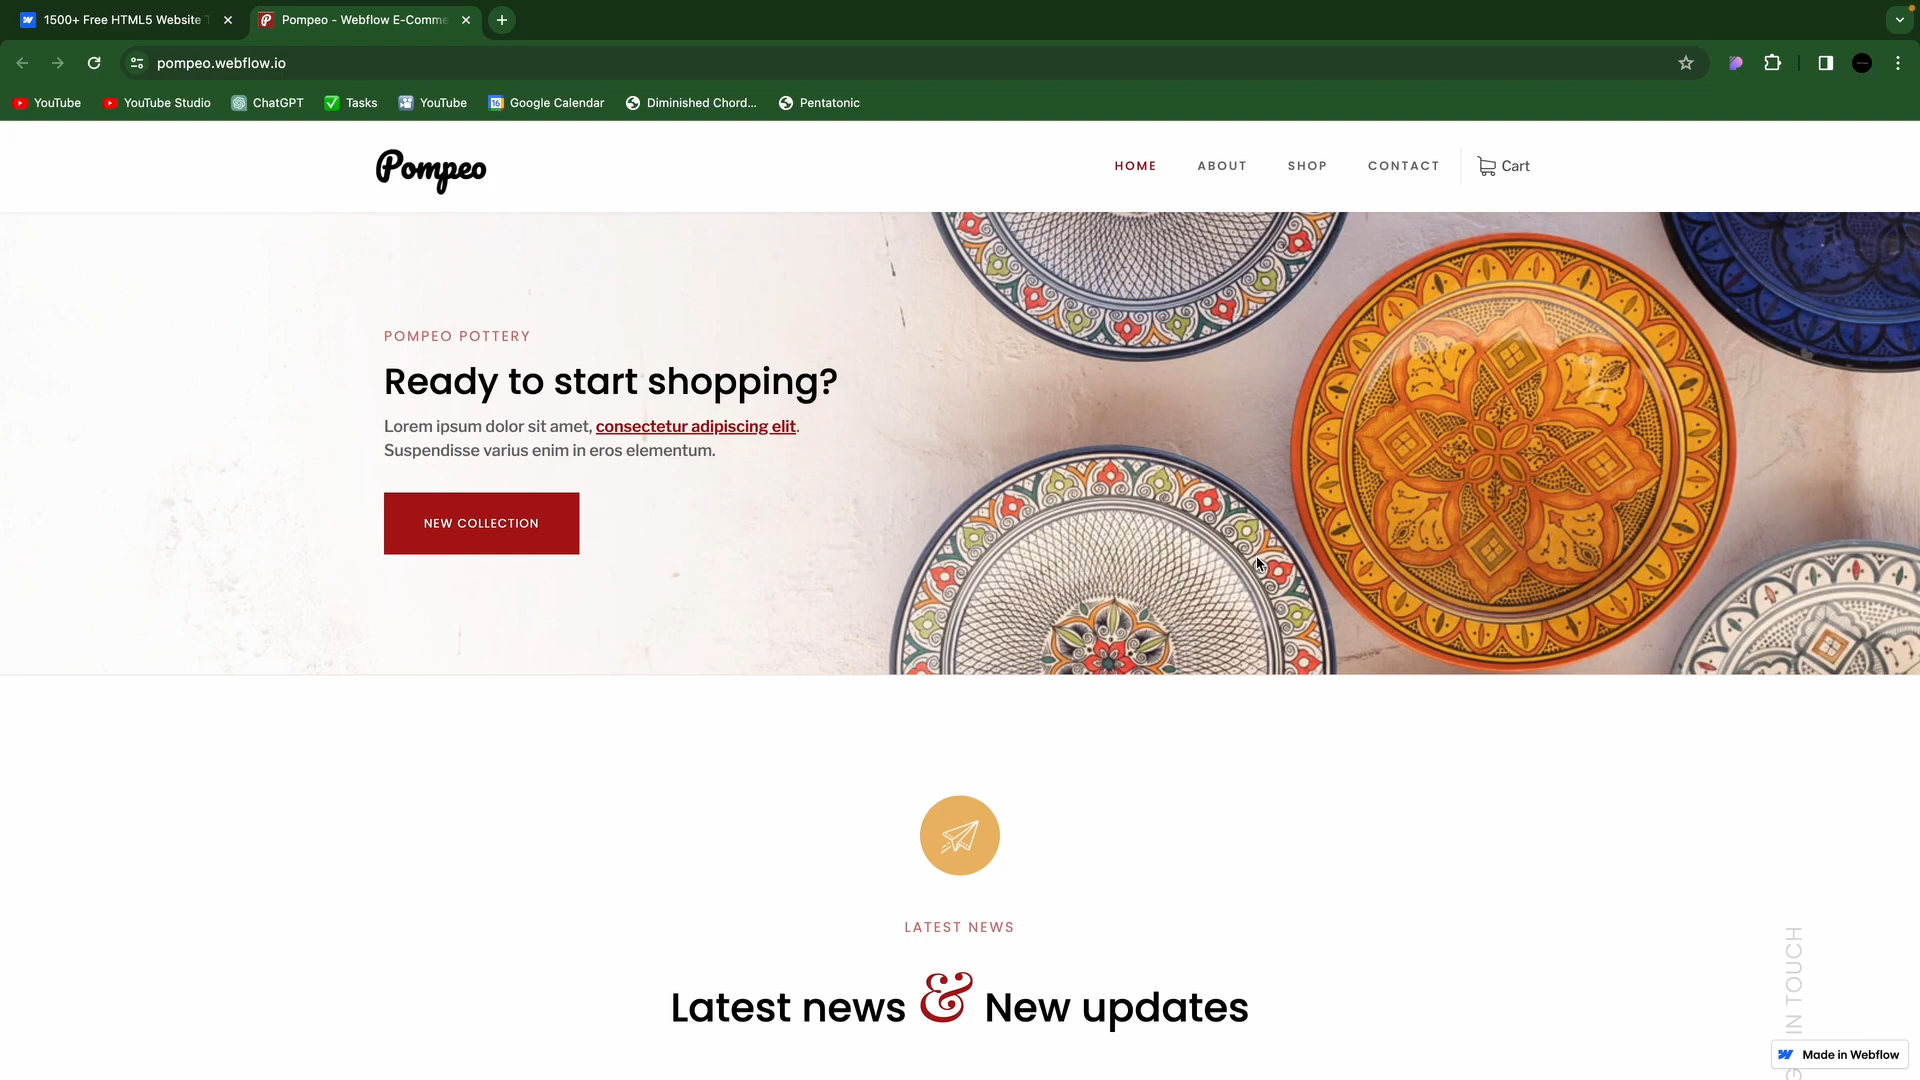 1500+ Free HTML5 Website
Pompeo - Webflow E-Comme
pompeo.webflow.io
YouTube
YouTube Studio
ChatGPT
Tasks
YouTube
16
Google Calendar
Diminished Chord...
Pentatonic
Pompeo
HOME
ABOUT
SHOP
CONTACT
Cart
POMPEO POTTERY
Ready to start shopping?
Lorem ipsum dolor sit amet, consectetur adipiscing elit.
Suspendisse varius enim in eros elementum.
NEW COLLECTION
LATEST NEWS
Latest news & New updates
IN TOUCH
Made in Webflow